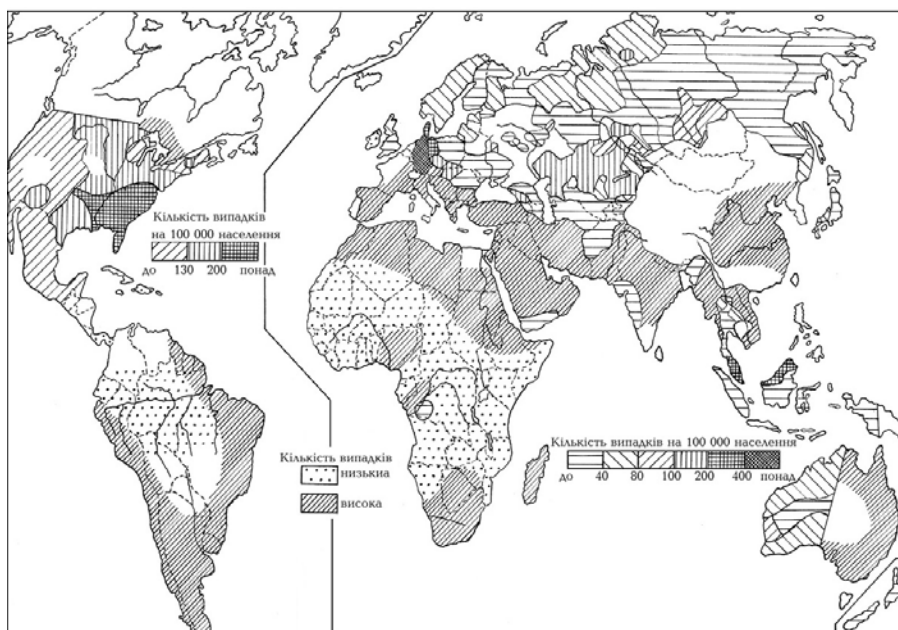 Кількість випадків
на 100 000 населення
до 130 200 понад
Кількість випадків
низькиа
висока
Кількість випадків на 100 000 населення
до 40 80 100 200 400 понад